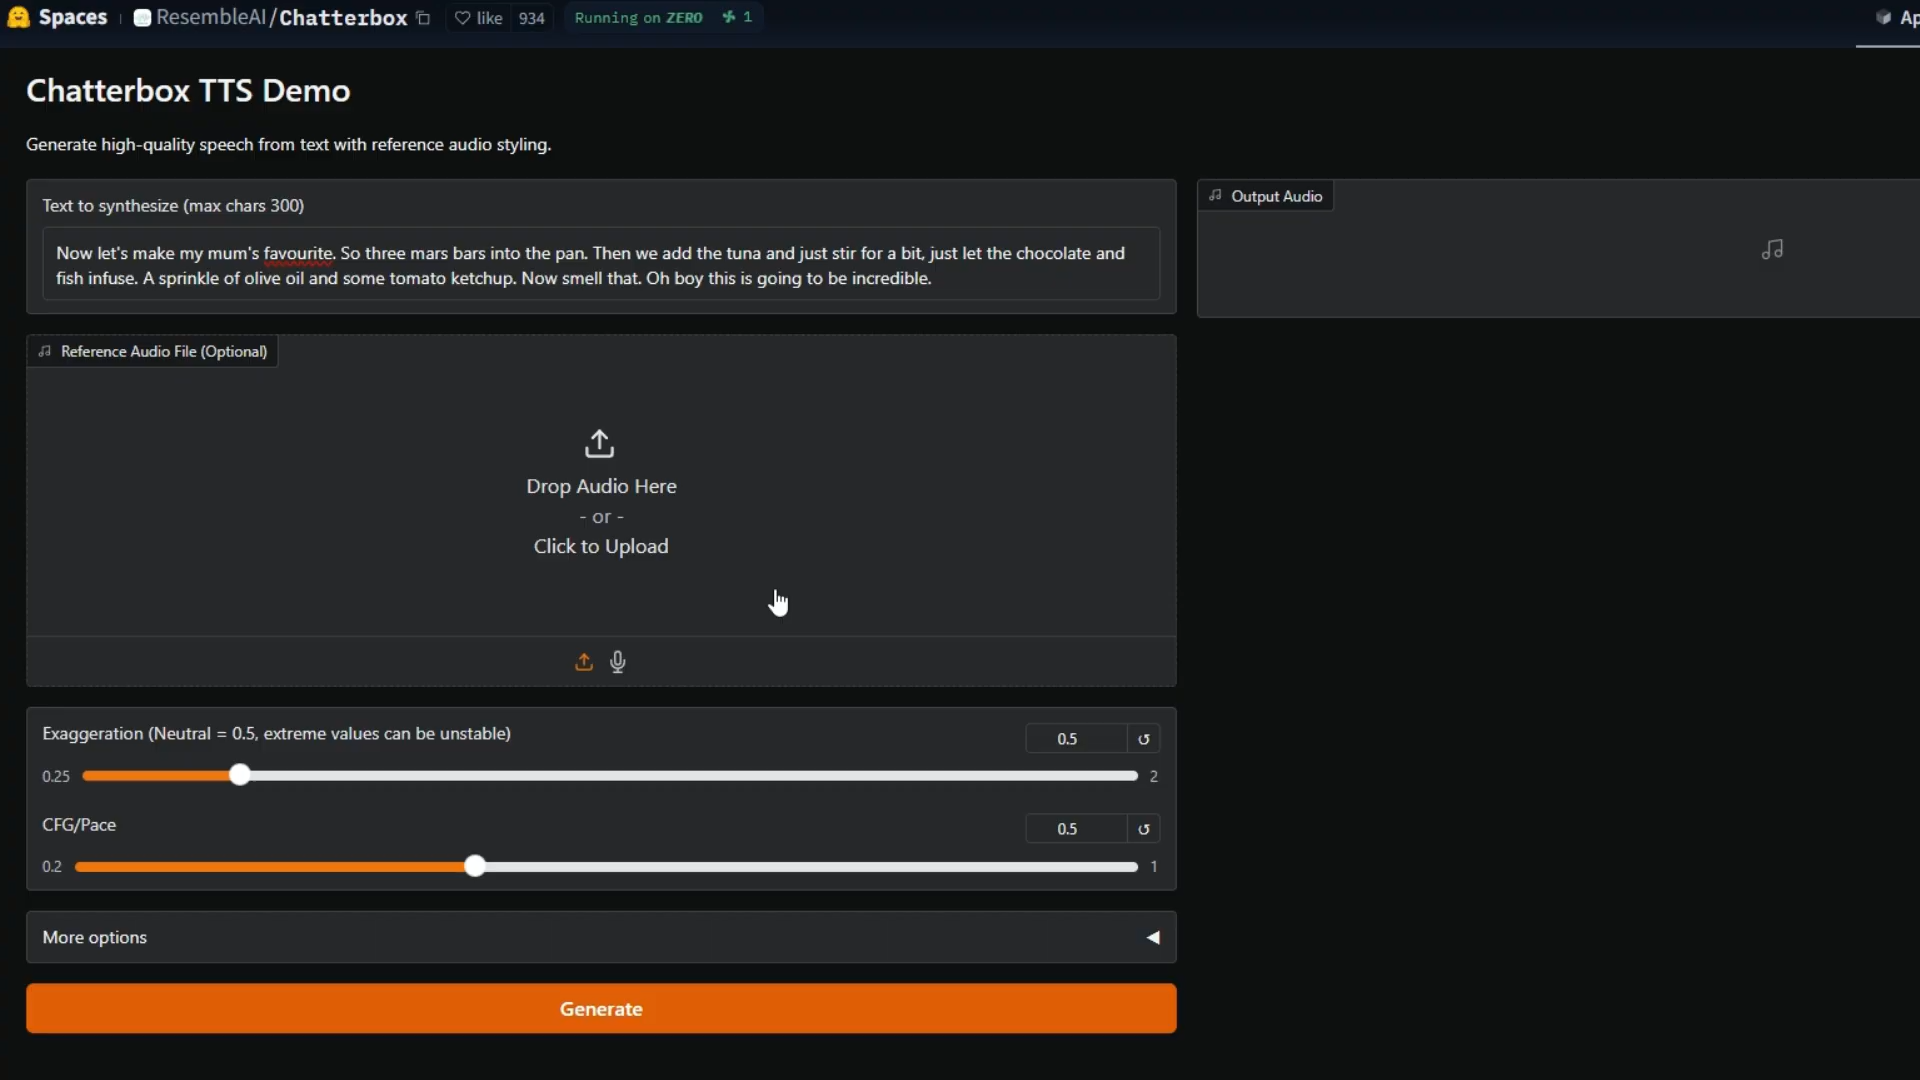 Spaces
ResembleAI/Chatterbox
like 934
Running on ZERO 1
Chatterbox TTS Demo
Generate high-quality speech from text with reference audio styling.
Text to synthesize (max chars 300)
Now let's make my mum's favourite. So three mars bars into the pan. Then we add the tuna and just stir for a bit, just let the chocolate and
fish infuse. A sprinkle of olive oil and some tomato ketchup. Now smell that. Oh boy this is going to be incredible.
Output Audio
Reference Audio File (Optional)
Drop Audio Here
- or -
Click to Upload
Exaggeration (Neutral = 0.5, extreme values can be unstable)
0.5
0.25
2
CFG/Pace
0.5
0.2
1
More options
Generate